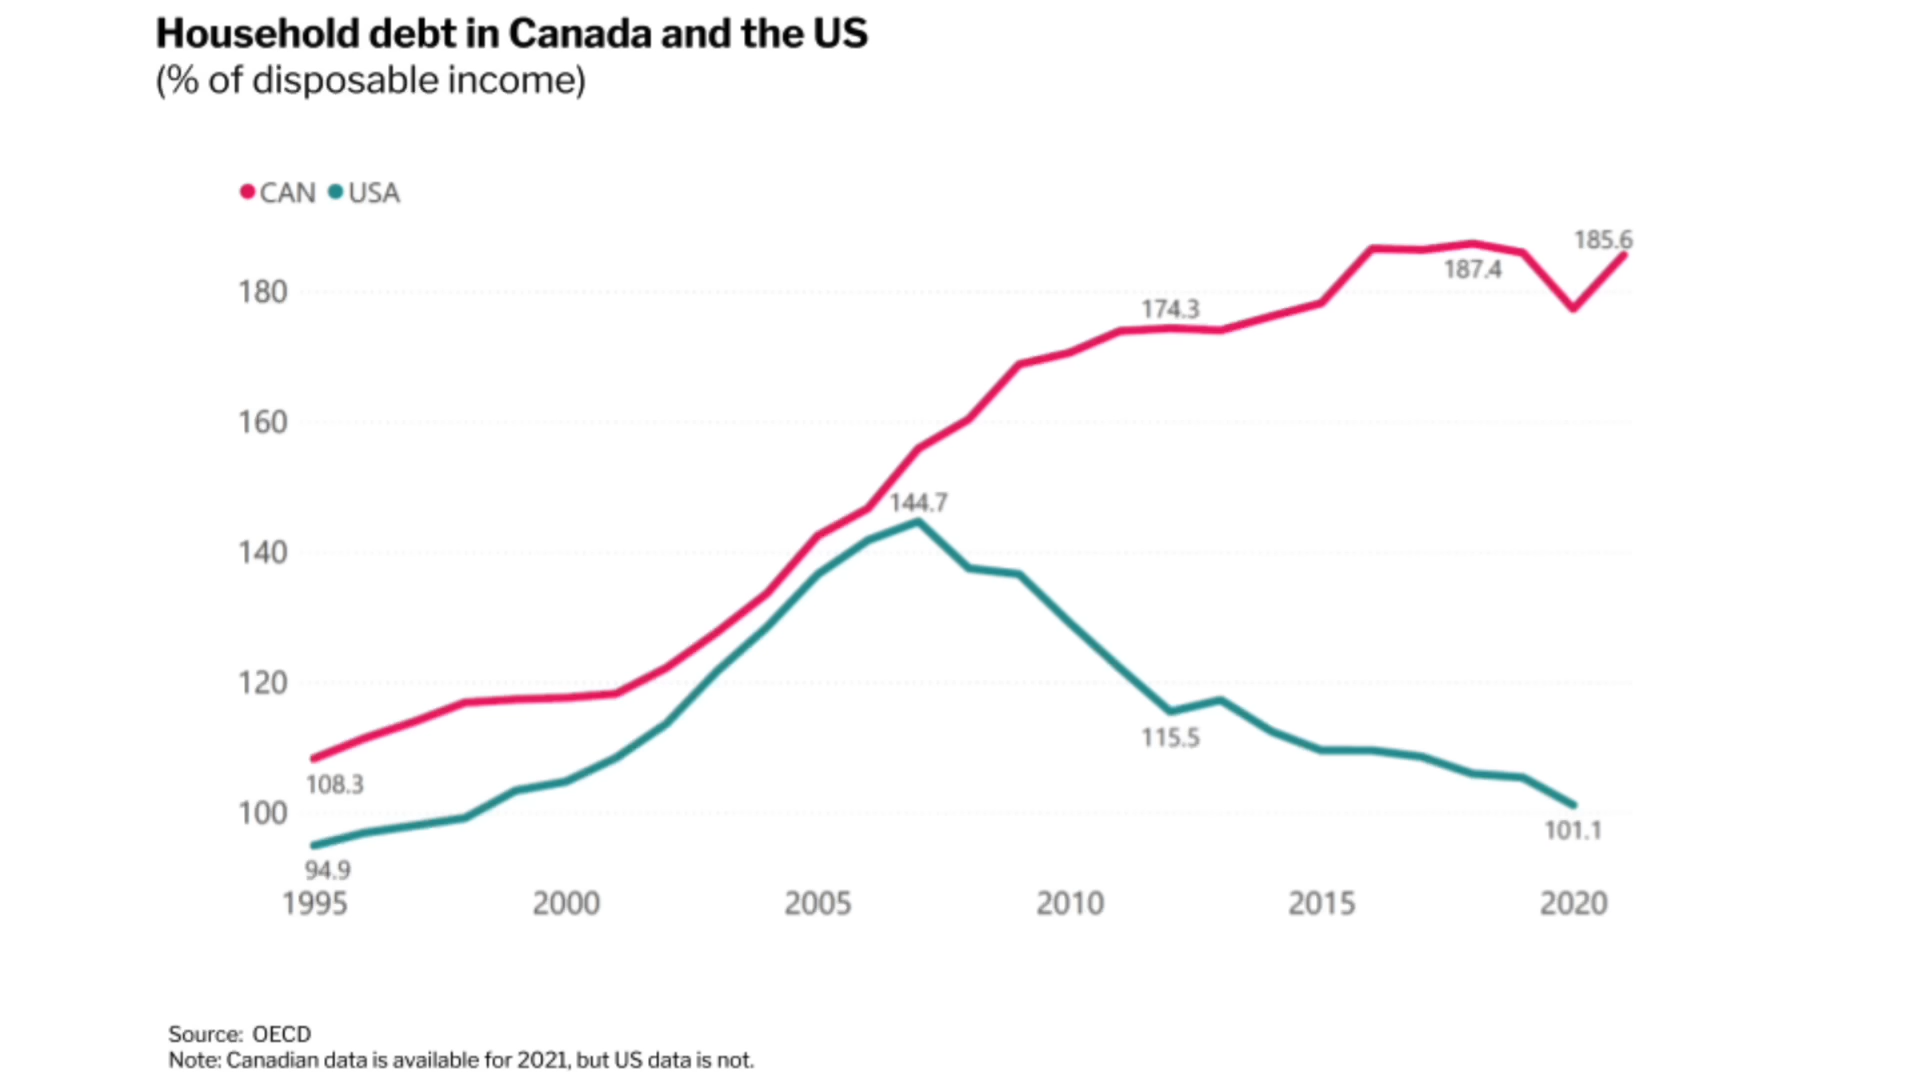 Household debt in Canada and the US
(% of disposable income)
CAN USA
185.6
187.4
180
174.3
160
144.7
140
120
115.5
108.3
100
101.1
94.9
1995 2000 2005 2010 2015 2020
Source: OECD
Note: Canadian data is available for 2021, but US data is not.